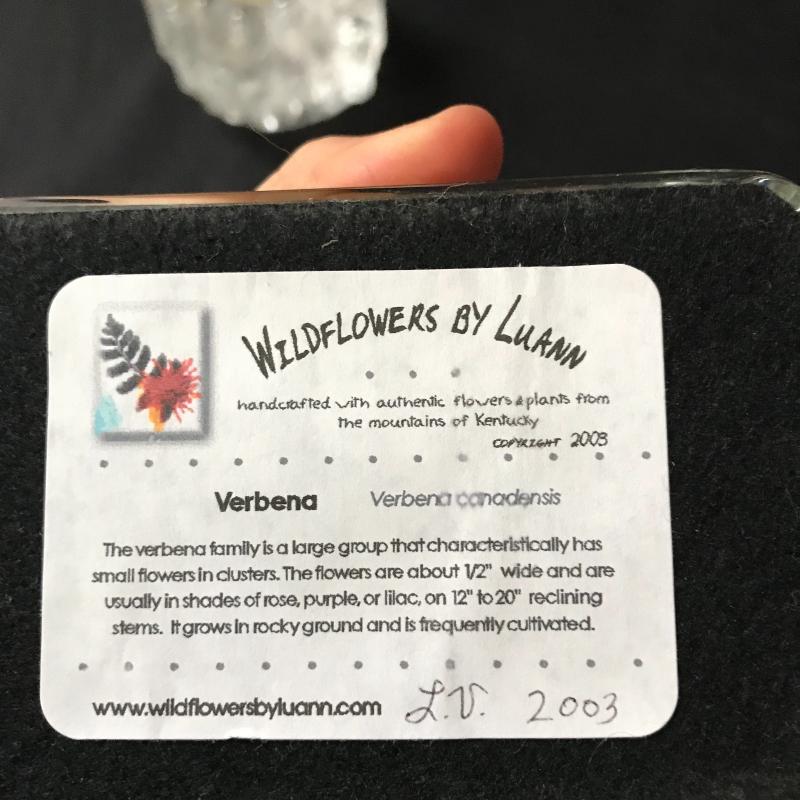 WILDFLOWERS BY LUANN
handcrafted with authentic flowers & plants from
the mountains of Kentucky
COPYRIGHT 2003
Verbena Verbena canadensis
The verbena family is a large group that characteristically has
small flowers in clusters. The flowers are about 1/2" wide and are
usually in shades of rose, purple, or lilac, on 12" to 20" reclining
stems. It grows in rocky ground and is frequently cultivated.
www.wildflowersbyluann.com L.V. 2003